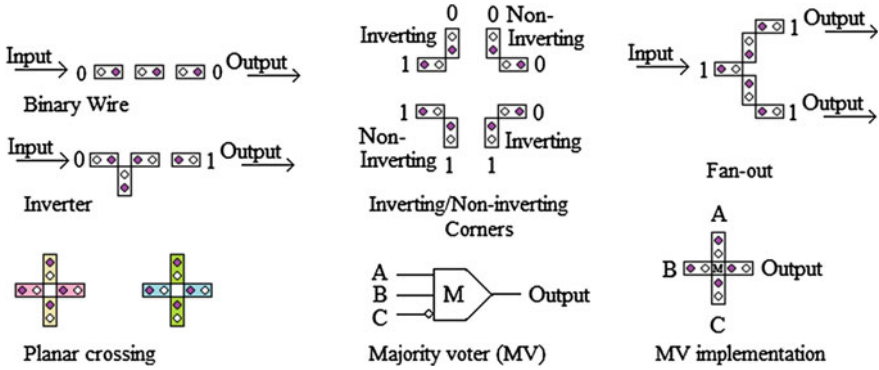 Input
0
0
Output
Binary Wire
Input
0
1
Output
Inverter
Planar crossing
0
0
Non-
Inverting
Inverting
1
0
1
0
Non-
Inverting
Inverting
1
1
Inverting/Non-inverting
Corners
A
B
C
M
Output
Majority voter (MV)
Input
1
1
Output
1
Output
Fan-out
A
B
M
Output
C
MV implementation